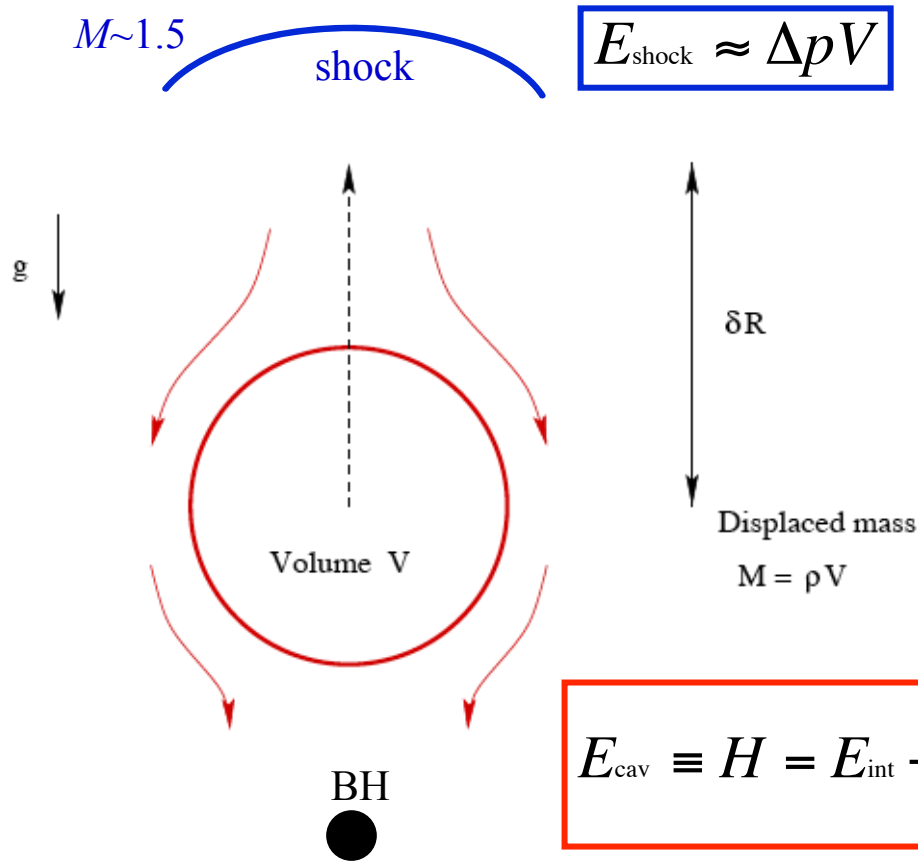 M~1.5
shock
E_shock ≈ ΔpV
g
δR
Displaced mass
M = ρV
Volume V
E_cav ≡ H = E_int
BH